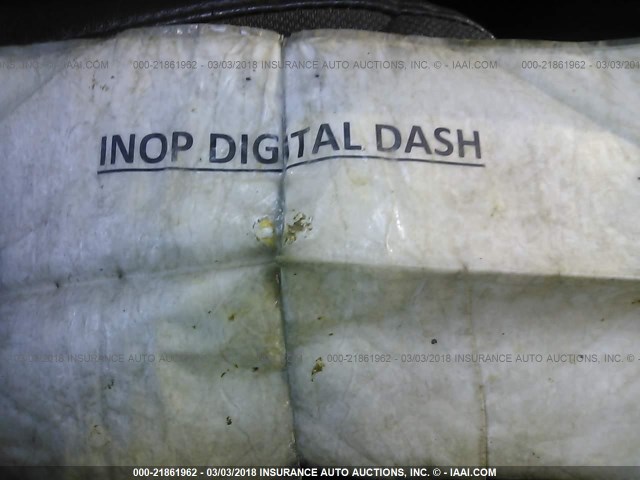 000-21861962 - 03/03/2018 INSURANCE AUTO AUCTIONS, INC. © - IAAI.COM
INOP DIGITAL DASH
000-21861962 - 03/03/2018 INSURANCE AUTO AUCTIONS, INC. ©
000-21861962 - 03/03/2018 INSURANCE AUTO AUCTIONS, INC. © - IAAI.COM